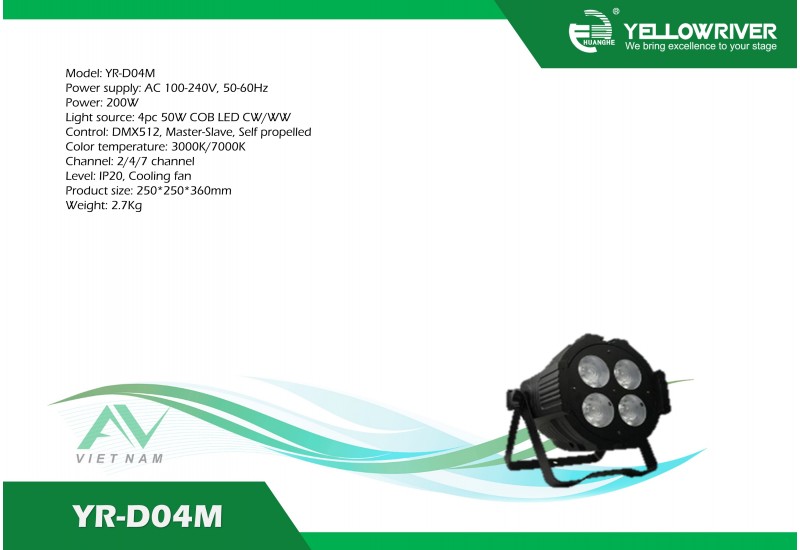 HUANGHE
®
YELLOWRIVER
We bring excellence to your stage
Model: YR-D04M
Power supply: AC 100-240V, 50-60Hz
Power: 200W
Light source: 4pc 50W COB LED CW/WW
Control: DMX512, Master-Slave, Self propelled
Color temperature: 3000K/7000K
Channel: 2/4/7 channel
Level: IP20, Cooling fan
Product size: 250*250*360mm
Weight: 2.7Kg
AV
VIET NAM
YR-D04M